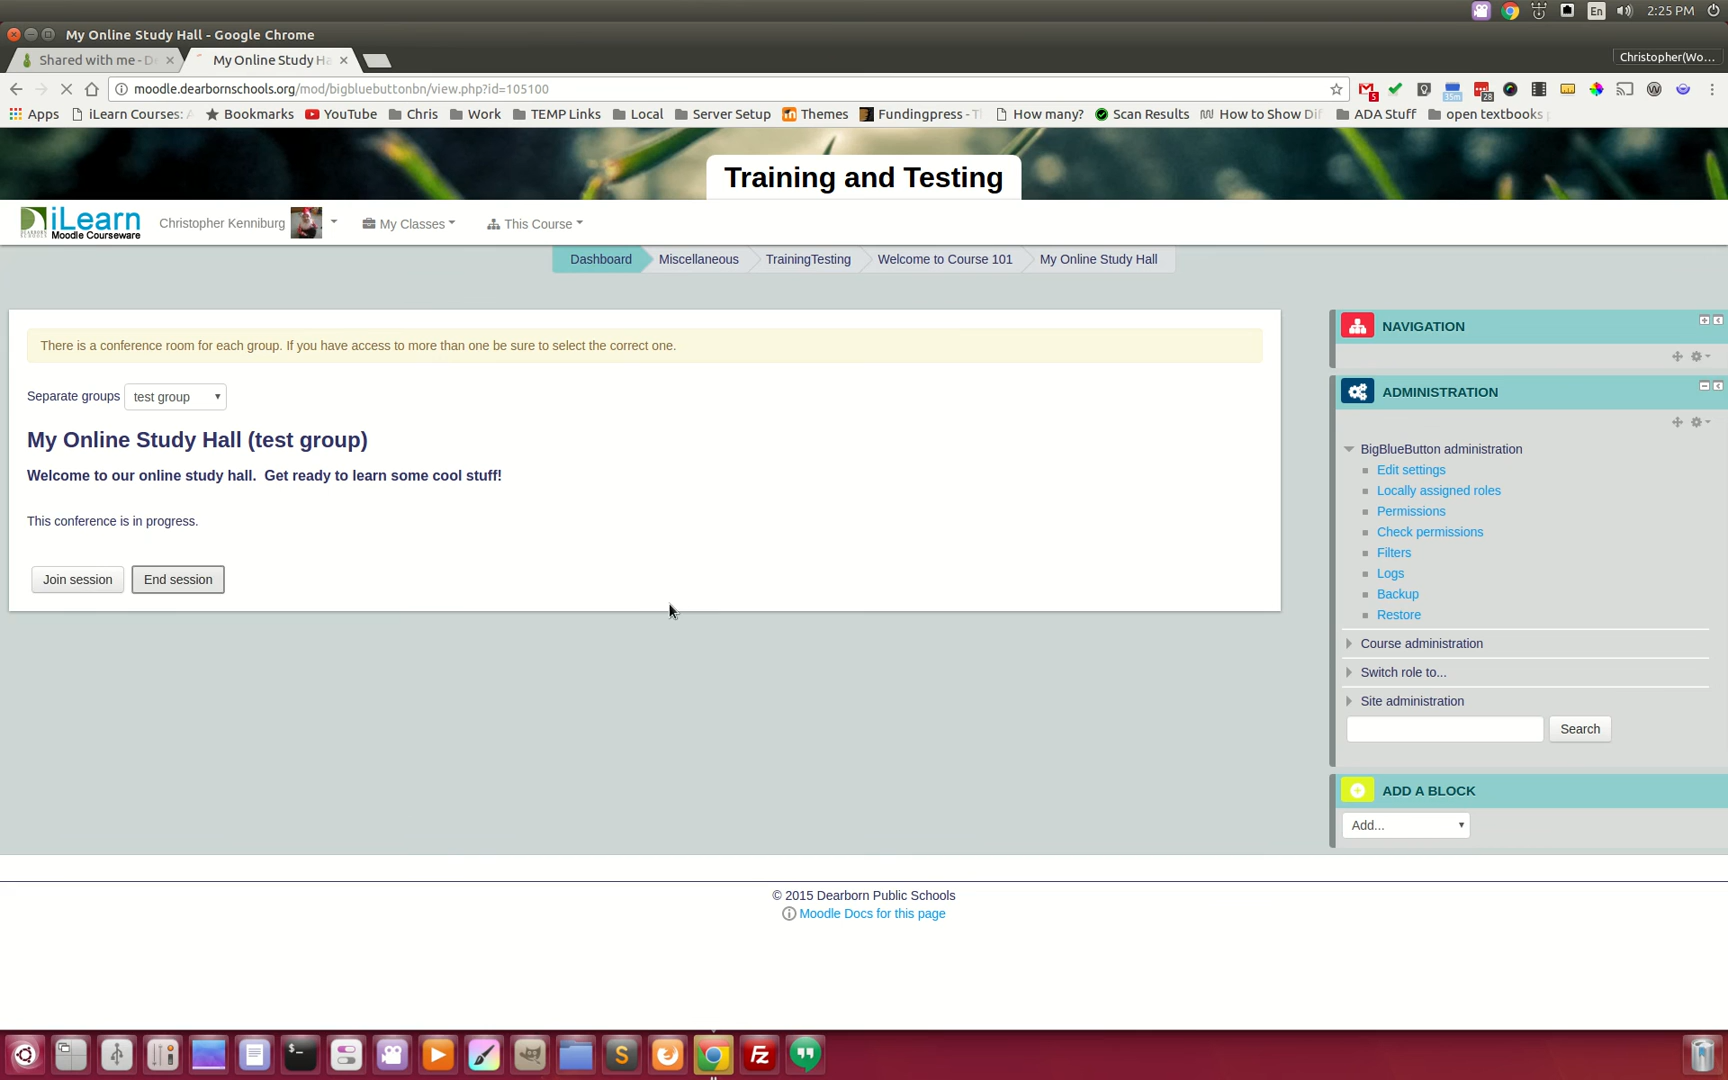 En
2:25 PM
My Online Study Hall - Google Chrome
Shared with me - D
My Online Study Ha
Christopher(Wo...
moodle.dearbornschools.org/mod/bigbluebuttonbn/view.php?id=105100
5
35m
28
Apps
iLearn Courses: A
Bookmarks
YouTube
Chris
Work
TEMP Links
Local
Server Setup
Themes
Fundingpress - T
How many?
Scan Results
How to Show Dif
ADA Stuff
open textbooks
Training and Testing
iLearn
Moodle Courseware
Christopher Kenniburg
My Classes
This Course
Dashboard
Miscellaneous
TrainingTesting
Welcome to Course 101
My Online Study Hall
There is a conference room for each group. If you have access to more than one be sure to select the correct one.
Separate groups
test group
My Online Study Hall (test group)
Welcome to our online study hall.  Get ready to learn some cool stuff!
This conference is in progress.
Join session
End session
NAVIGATION
ADMINISTRATION
BigBlueButton administration
Edit settings
Locally assigned roles
Permissions
Check permissions
Filters
Logs
Backup
Restore
Course administration
Switch role to...
Site administration
Search
ADD A BLOCK
Add...
© 2015 Dearborn Public Schools
Moodle Docs for this page